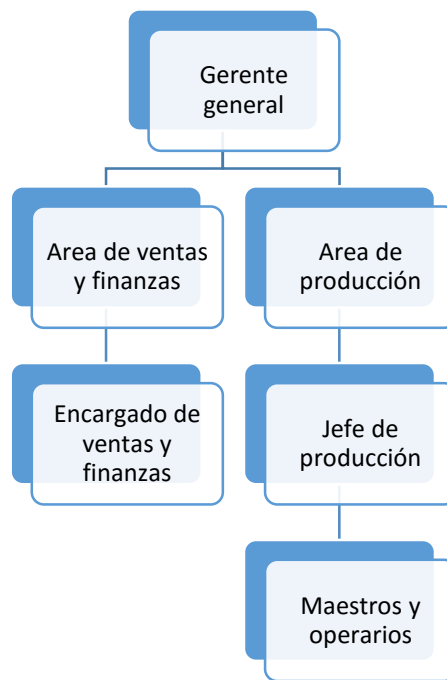 Gerente
general
Area de ventas
y finanzas
Area de
producción
Encargado de
ventas y
finanzas
Jefe de
producción
Maestros y
operarios